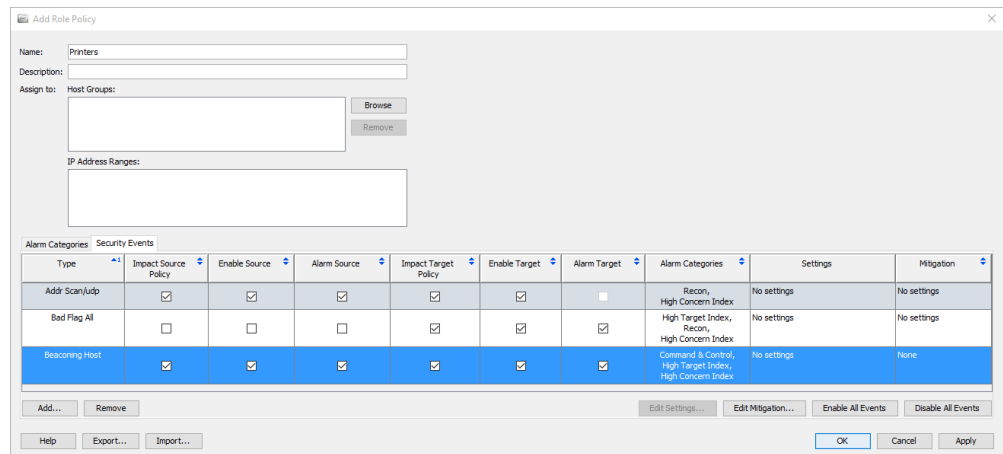 Add Role Policy
Name: Printers
Description:
Assign to: Host Groups:
Browse
Remove
IP Address Ranges:
Alarm Categories Security Events
Type 1 Impact Source Policy Enable Source Alarm Source Impact Target Policy Enable Target Alarm Target Alarm Categories Settings Mitigation
Addr Scan/udp Recon, High Concern Index No settings No settings
Bad Flag All High Target Index, Recon, High Concern Index No settings No settings
Beaconing Host Command & Control, High Target Index, High Concern Index No settings None
Add... Remove Edit Settings... Edit Mitigation... Enable All Events Disable All Events
Help Export... Import... OK Cancel Apply